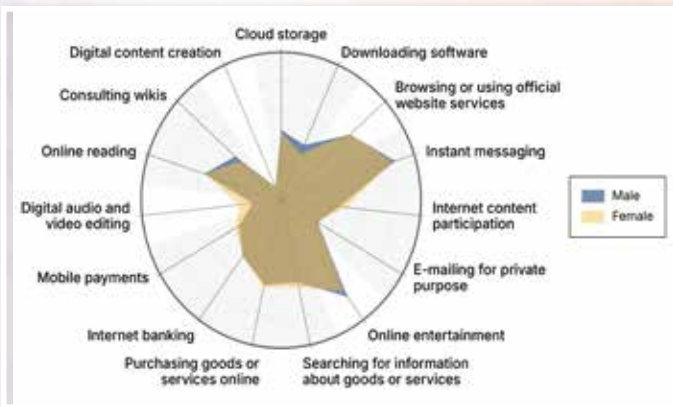 Cloud storage
Digital content creation
Downloading software
Consulting wikis
Browsing or using official
website services
Online reading
Instant messaging
Digital audio and
video editing
Internet content
participation
Male
Female
Mobile payments
E-mailing for private
purpose
Internet banking
Online entertainment
Purchasing goods or
services online
Searching for information
about goods or services